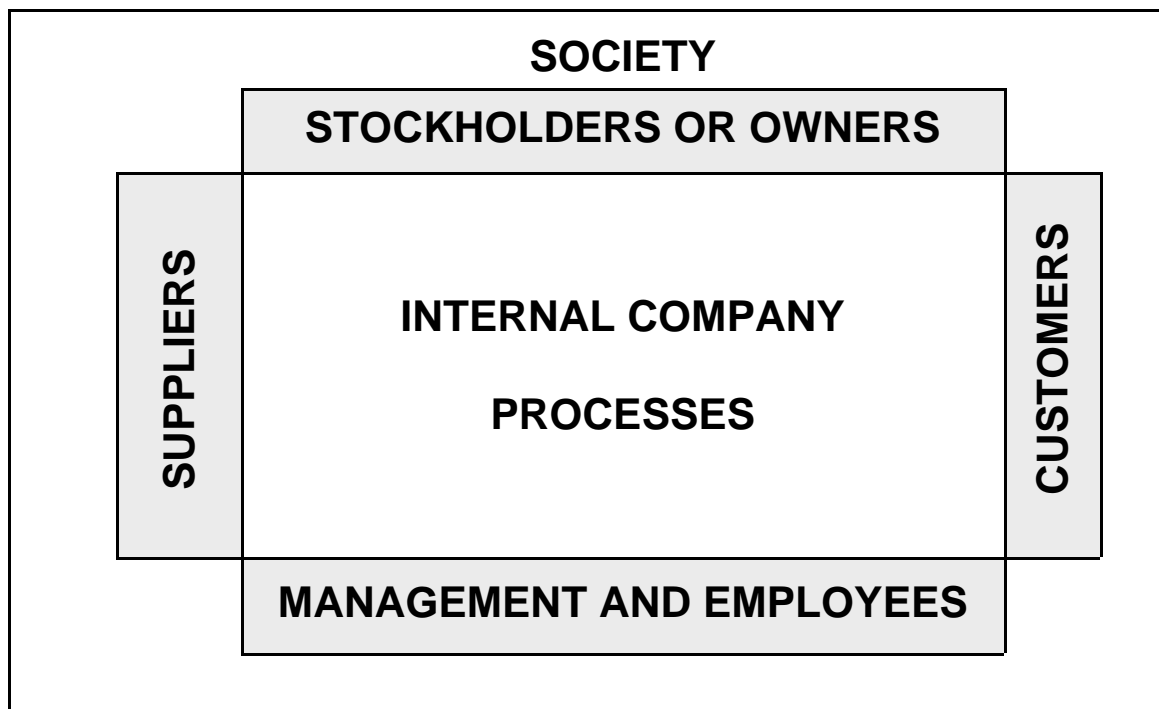 SOCIETY
STOCKHOLDERS OR OWNERS
SUPPLIERS
INTERNAL COMPANY
PROCESSES
CUSTOMERS
MANAGEMENT AND EMPLOYEES